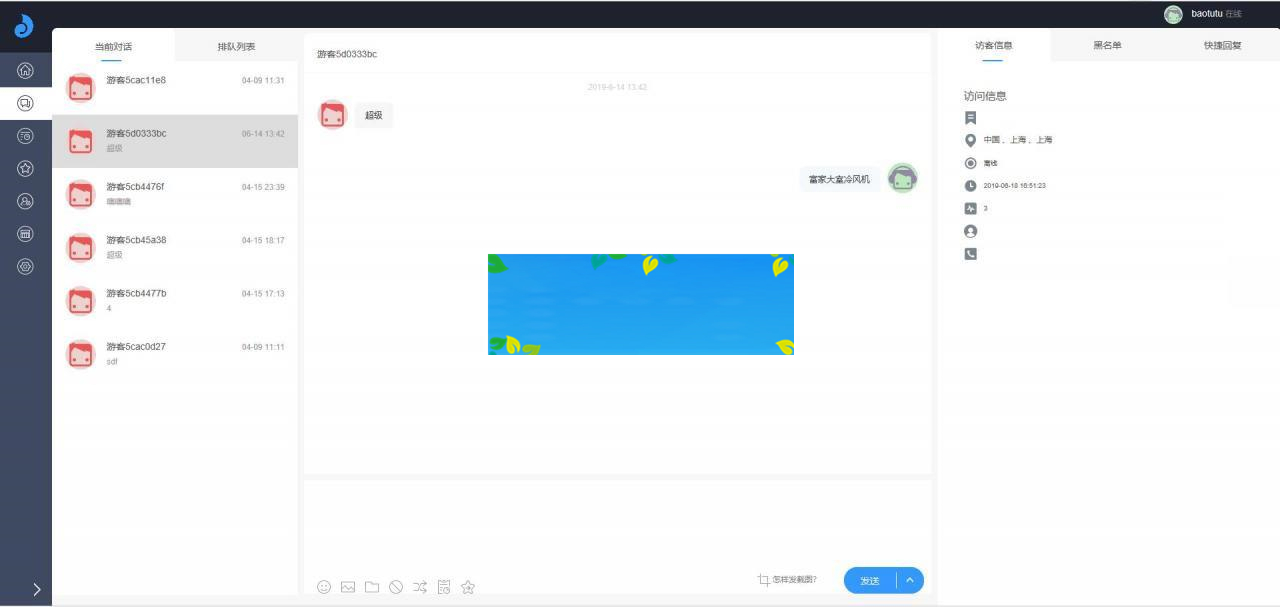 baotutu 在线
当前对话
排队列表
游客5cac11e8
04-09 11:31
游客5d0333bc
06-14 13:42
超级
游客5cb4476f
04-15 23:39
嘀嘀嘀
游客5cb45a38
04-15 18:17
超级
游客5cb4477b
04-15 17:13
4
游客5cac0d27
04-09 11:11
sdf
游客5d0333bc
2019-6-14 13:42
超级
富家大室冷风机
怎样发截图?
发送
访客信息
黑名单
快捷回复
访问信息
中国 、上海 、上海
离线
2019-06-18 16:51:23
3